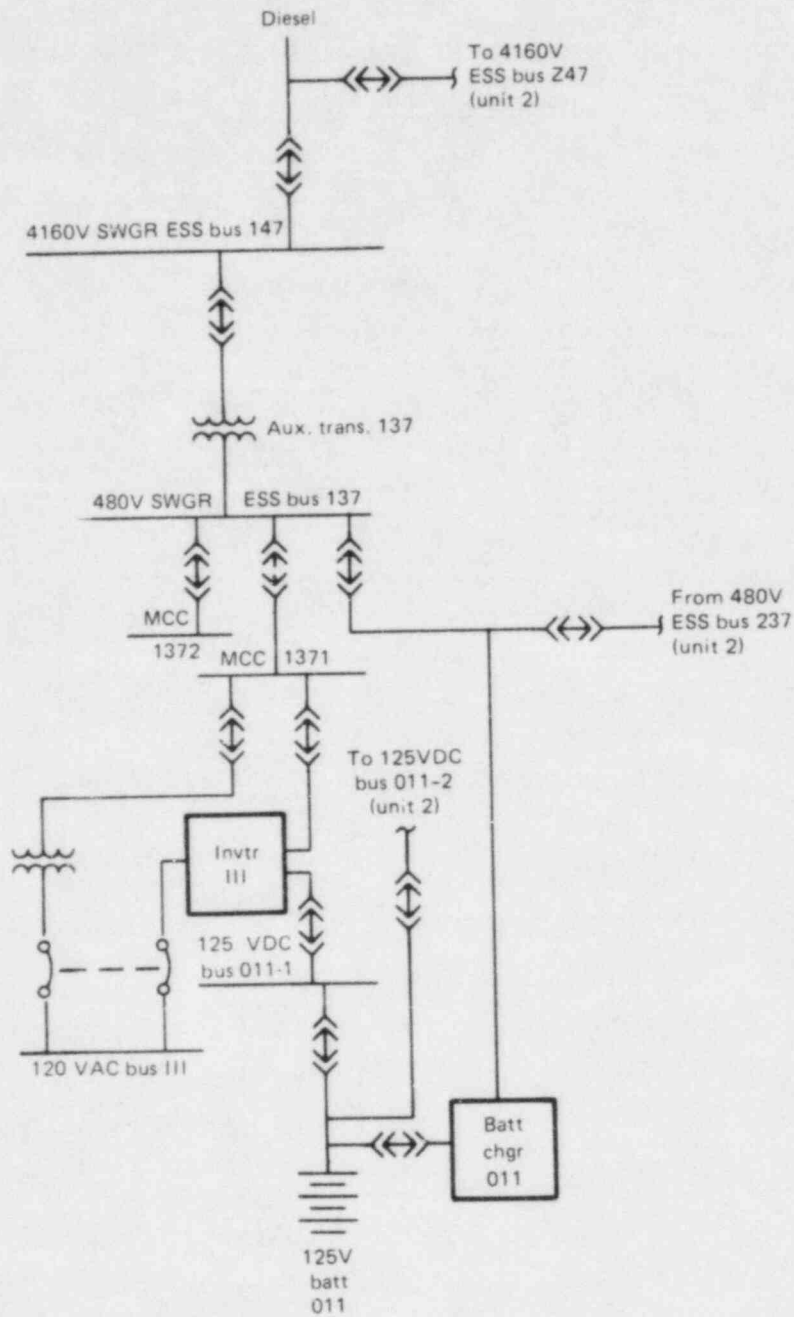 Diesel
To 4160V
ESS bus Z47
(unit 2)
4160V SWGR ESS bus 147
Aux. trans. 137
480V SWGR ESS bus 137
From 480V
ESS bus 237
(unit 2)
MCC
1372
MCC 1371
To 125VDC
bus 011-2
(unit 2)
Invtr
III
125 VDC
bus 011-1
120 VAC bus III
Batt
chgr
011
125V
batt
011